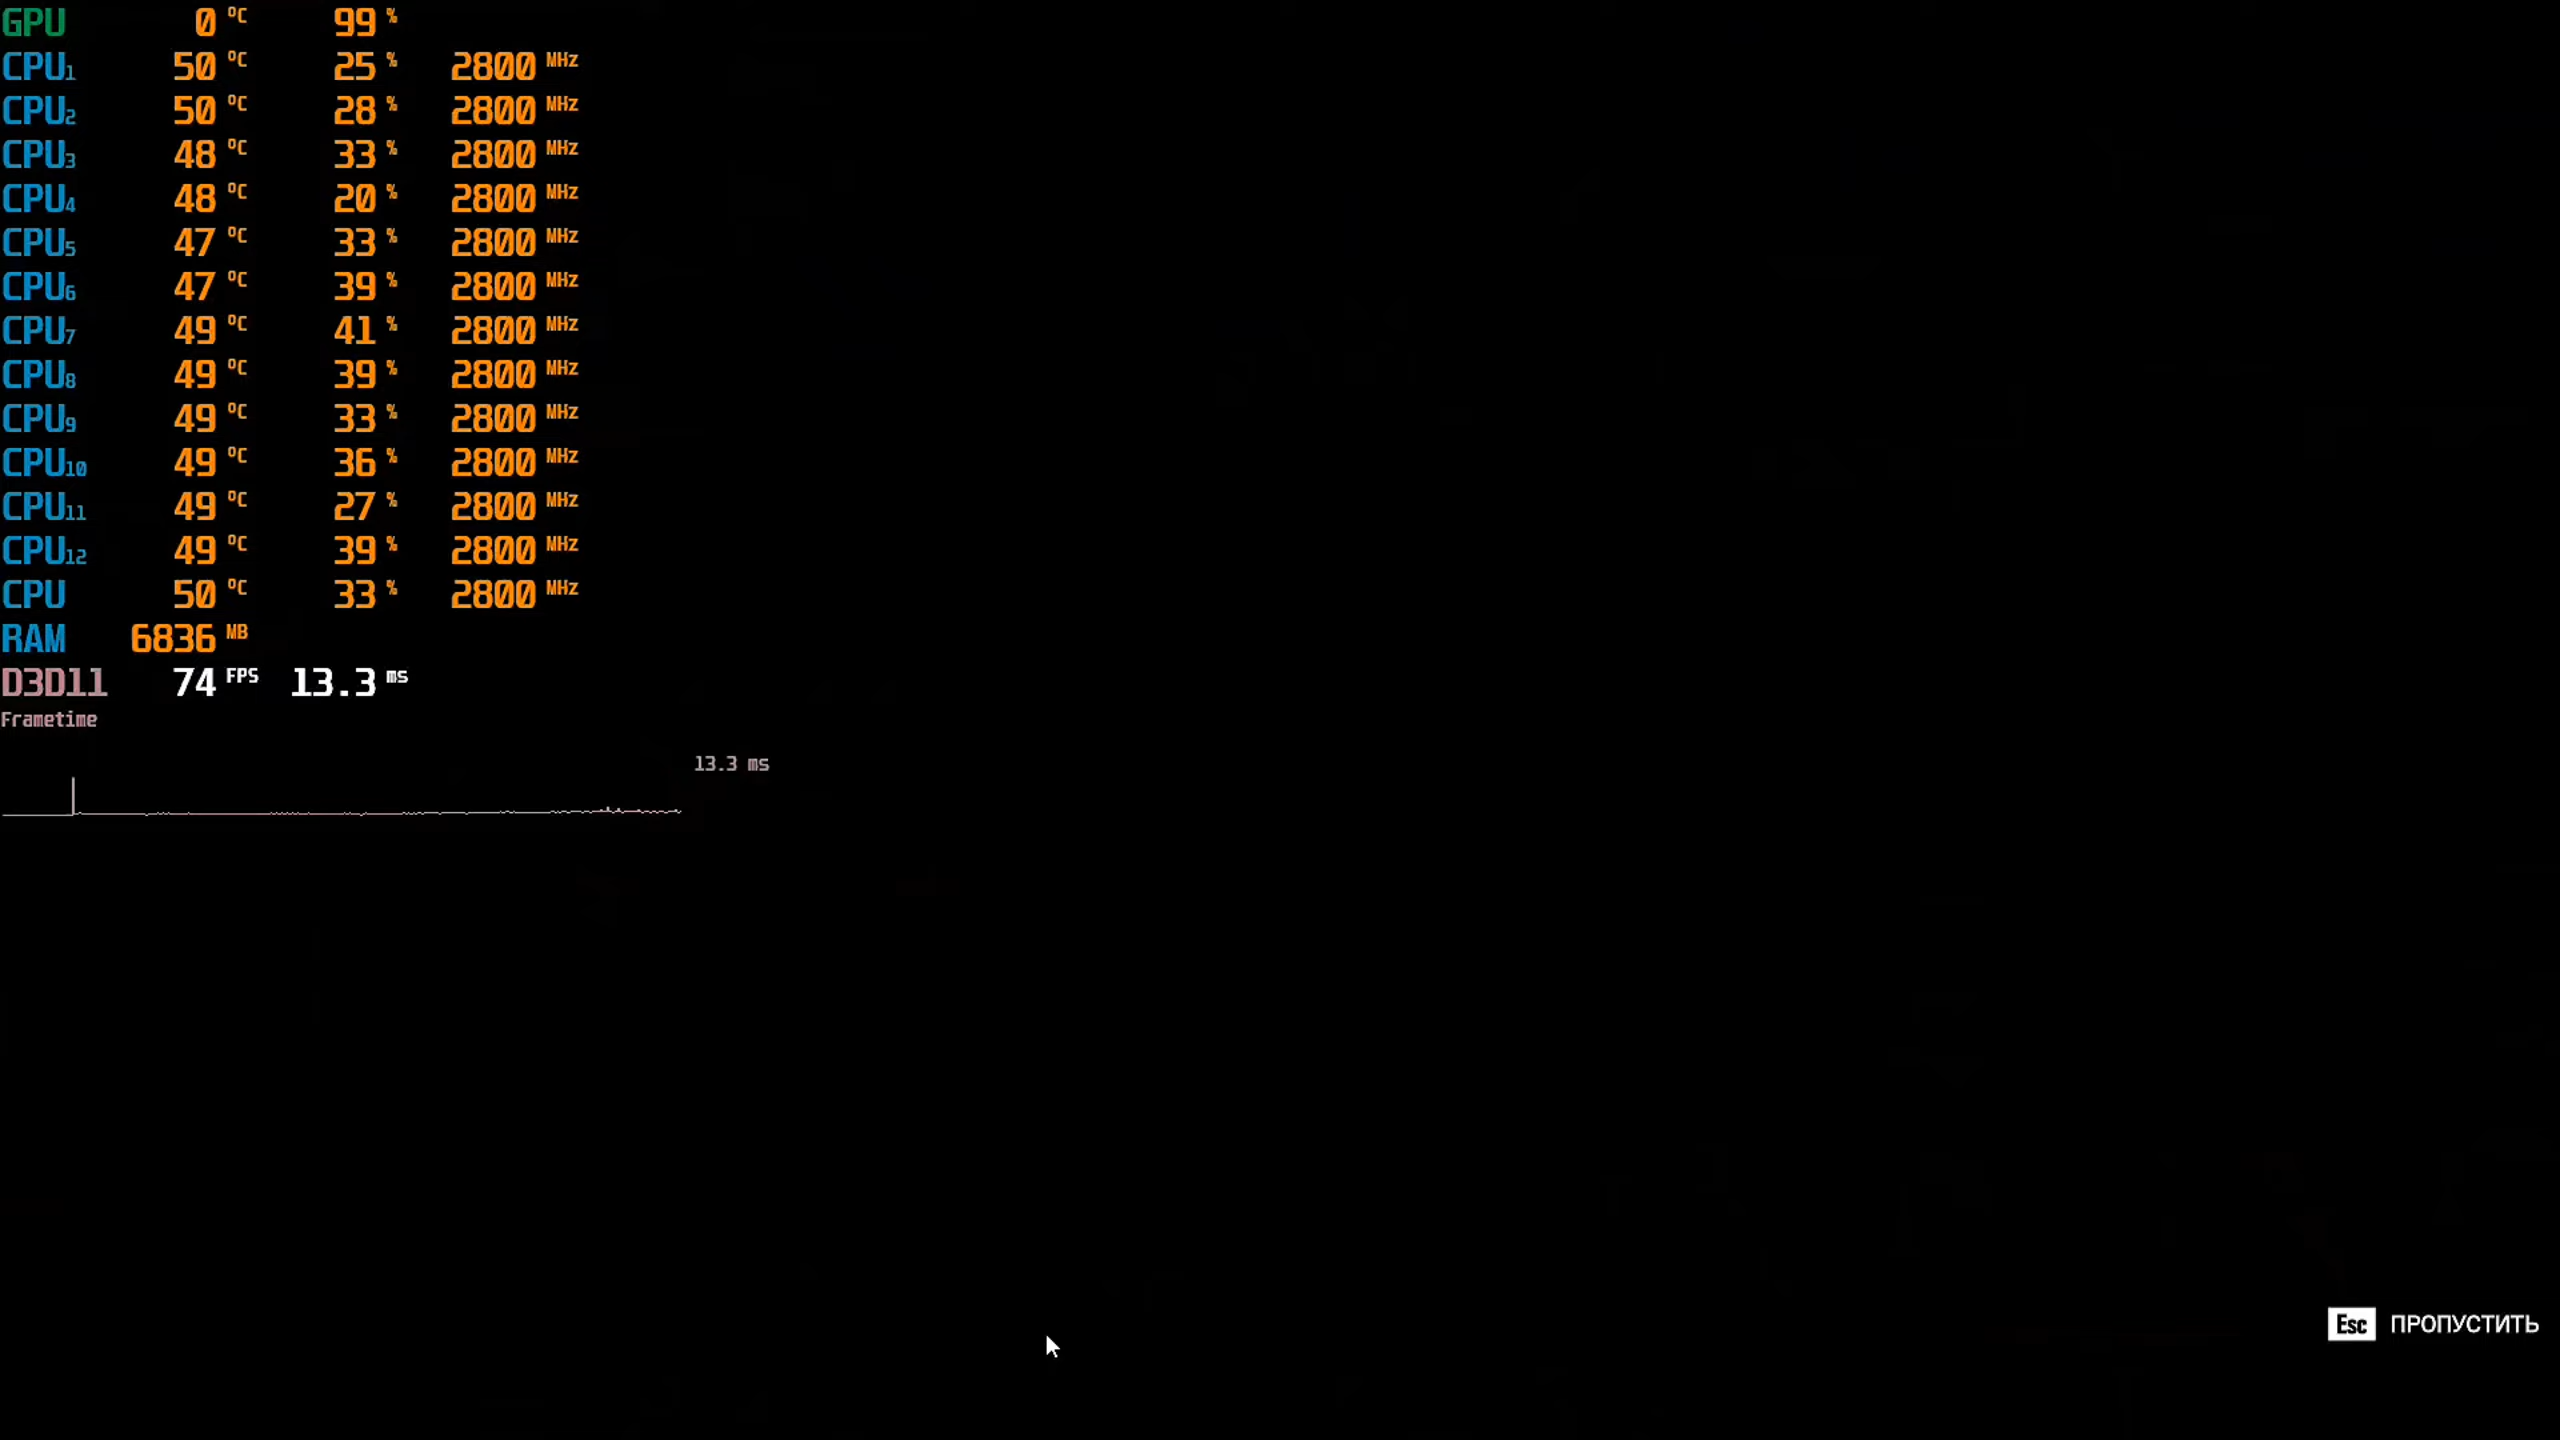 GPU 0 °C 99 %
CPU1 50 °C 25 % 2800 MHz
CPU2 50 °C 28 % 2800 MHz
CPU3 48 °C 33 % 2800 MHz
CPU4 48 °C 20 % 2800 MHz
CPU5 47 °C 33 % 2800 MHz
CPU6 47 °C 39 % 2800 MHz
CPU7 49 °C 41 % 2800 MHz
CPU8 49 °C 39 % 2800 MHz
CPU9 49 °C 33 % 2800 MHz
CPU10 49 °C 36 % 2800 MHz
CPU11 49 °C 27 % 2800 MHz
CPU12 49 °C 39 % 2800 MHz
CPU 50 °C 33 % 2800 MHz
RAM 6836 MB
D3D11 74 FPS 13.3 ms
Frametime
13.3 ms
Esc ПРОПУСТИТЬ